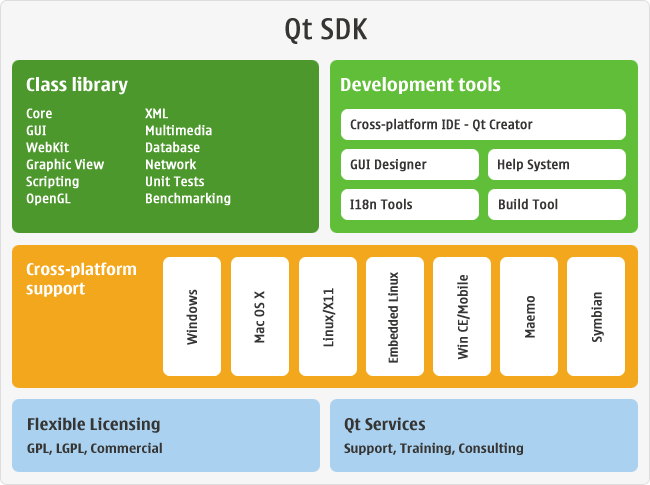 Qt SDK
Class library
Core
GUI
WebKit
Graphic View
Scripting
OpenGL
XML
Multimedia
Database
Network
Unit Tests
Benchmarking
Development tools
Cross-platform IDE - Qt Creator
GUI Designer
Help System
I18n Tools
Build Tool
Cross-platform
support
Windows
Mac OS X
Linux/X11
Embedded Linux
Win CE/Mobile
Maemo
Symbian
Flexible Licensing
GPL, LGPL, Commercial
Qt Services
Support, Training, Consulting